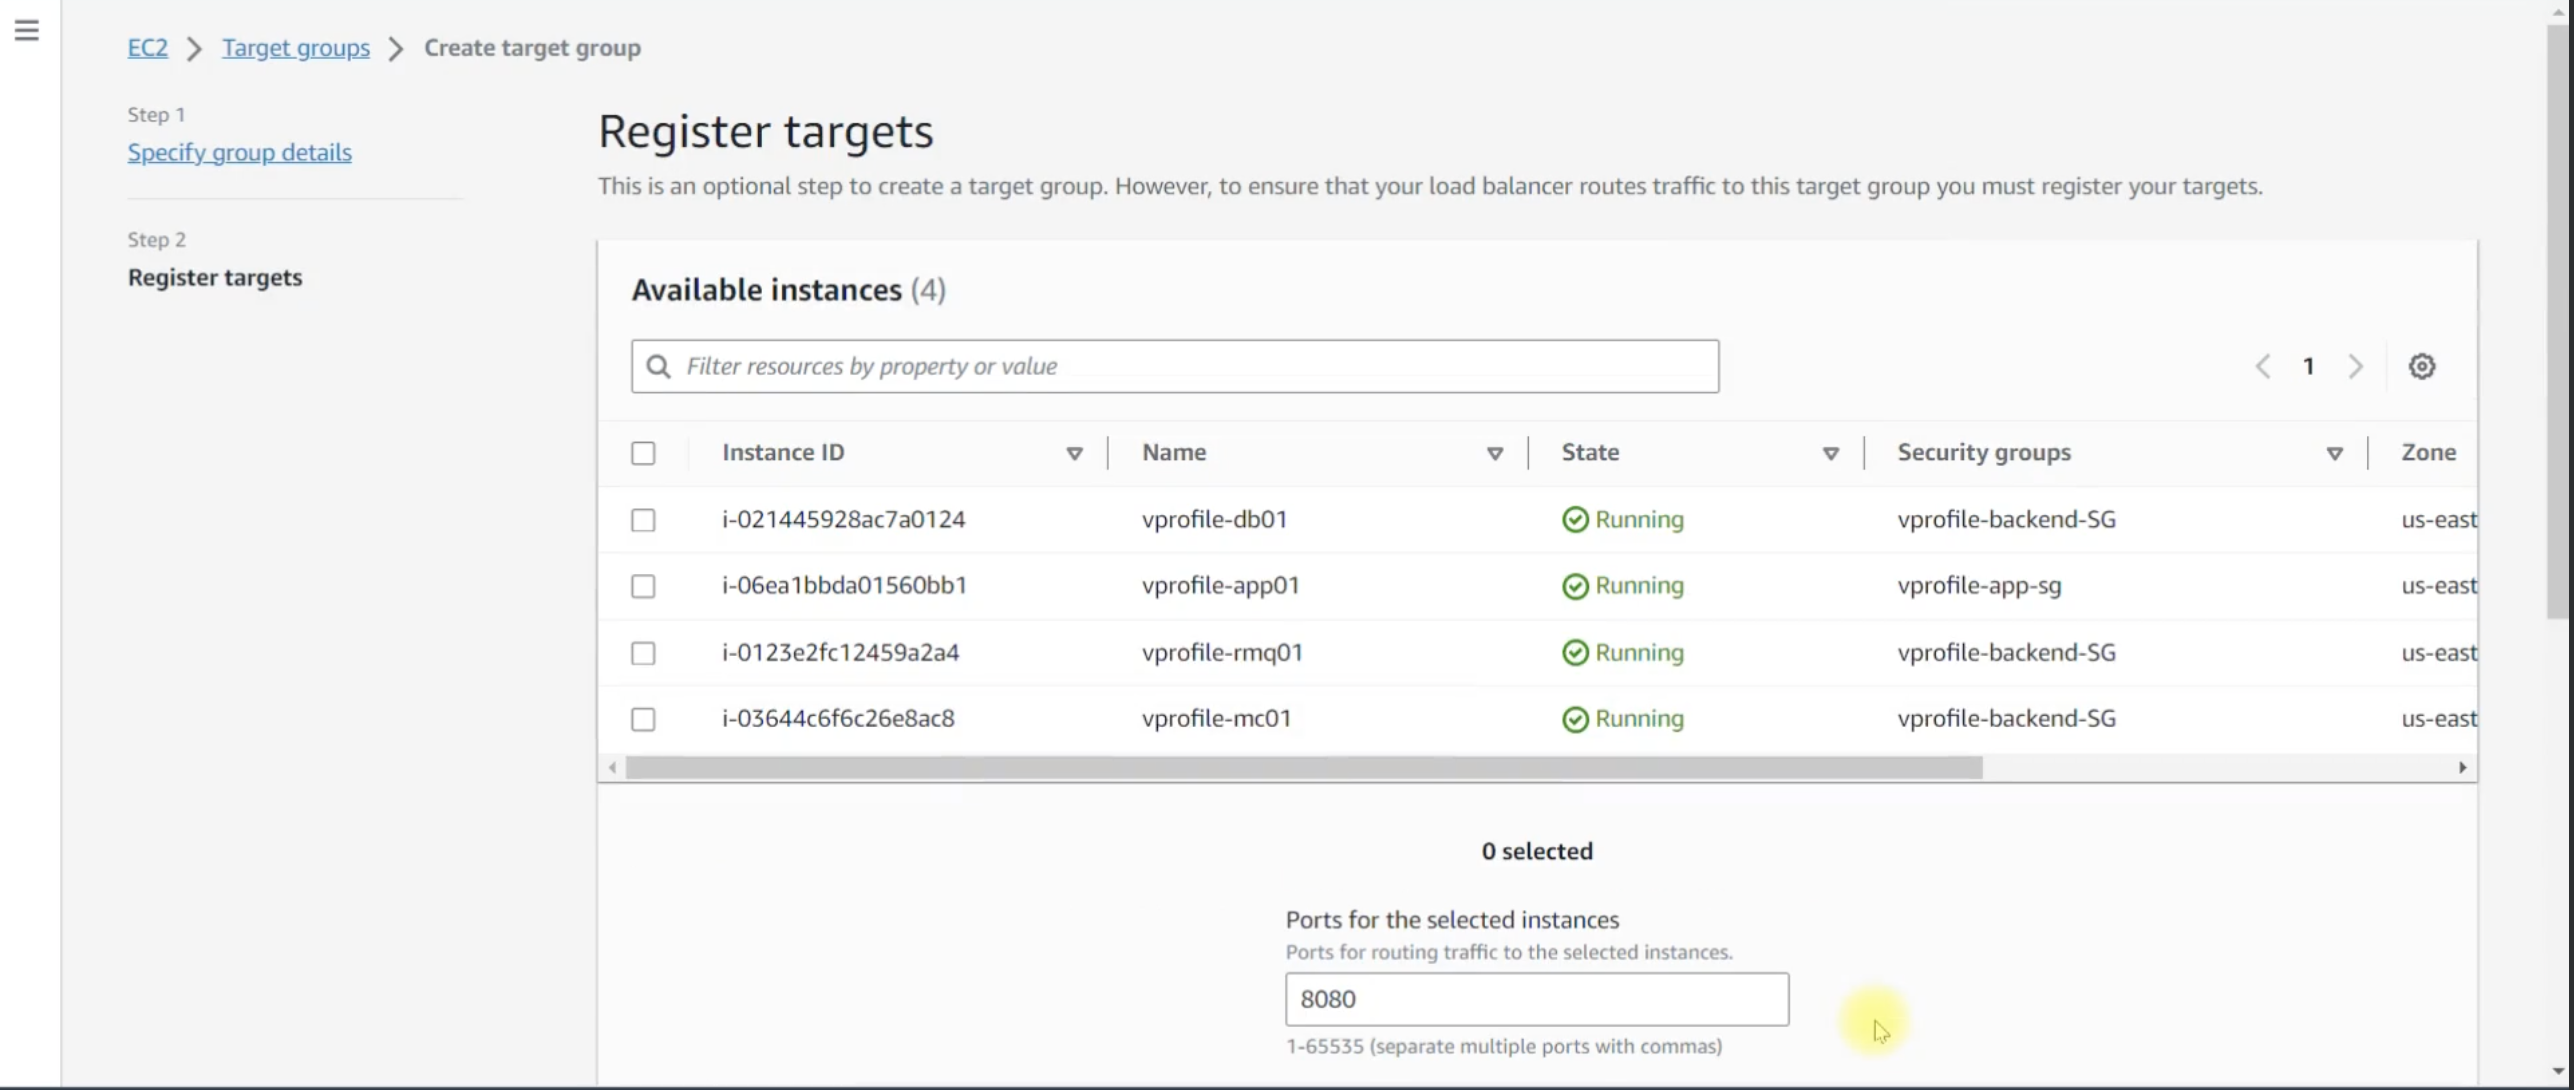 EC2 > Target groups > Create target group
Step 1
Specify group details
Step 2
Register targets
Register targets
This is an optional step to create a target group. However, to ensure that your load balancer routes traffic to this target group you must register your targets.
Available instances (4)
Filter resources by property or value
1
Instance ID Name State Security groups Zone
i-021445928ac7a0124 vprofile-db01 Running vprofile-backend-SG us-east
i-06ea1bbda01560bb1 vprofile-app01 Running vprofile-app-sg us-east
i-0123e2fc12459a2a4 vprofile-rmq01 Running vprofile-backend-SG us-east
i-03644c6f6c26e8ac8 vprofile-mc01 Running vprofile-backend-SG us-east
0 selected
Ports for the selected instances
Ports for routing traffic to the selected instances.
8080
1-65535 (separate multiple ports with commas)